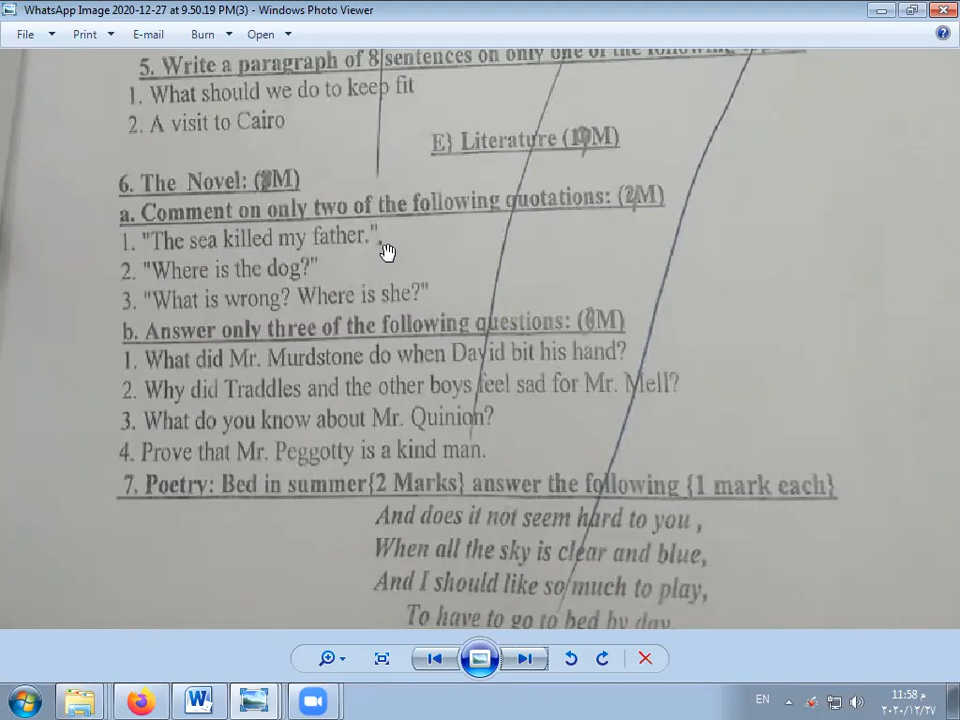 WhatsApp Image 2020-12-27 at 9.50.19 PM(3) - Windows Photo Viewer
File Print E-mail Burn Open
5. Write a paragraph of 8 sentences on only one of the following
1. What should we do to keep fit
2. A visit to Cairo
E} Literature (M)
6. The Novel: (M)
a. Comment on only two of the following quotations: (M)
1. "The sea killed my father."
2. "Where is the dog?"
3. "What is wrong? Where is she?"
b. Answer only three of the following questions: (M)
1. What did Mr. Murdstone do when David bit his hand?
2. Why did Traddles and the other boys feel sad for Mr. Mell?
3. What do you know about Mr. Quinion?
4. Prove that Mr. Peggotty is a kind man.
7. Poetry: Bed in summer{2 Marks} answer the following {1 mark each}
And does it not seem hard to you ,
When all the sky is clear and blue,
And I should like so much to play,
To have to go to bed by day.
EN
11:58 م
٢٠٢٠/١٢/٢٧